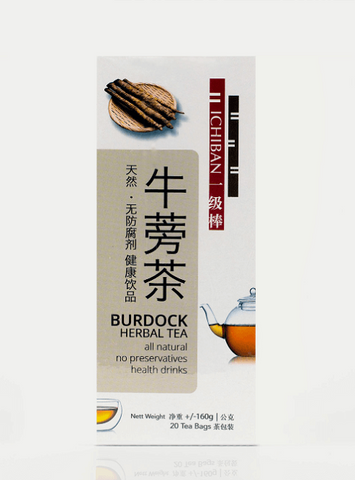 ICHIBAN 1
级棒
牛蒡茶
天然 · 无防腐剂 健康饮品
BURDOCK
HERBAL TEA
all natural
no preservatives
health drinks
Nett Weight 净重 +/-160g | 公克
20 Tea Bags 茶包装